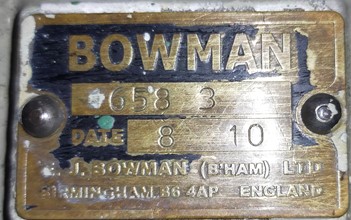 BOWMAN
658 3
DATE 8 10
E.J. BOWMAN (B'HAM) LTD
BIRMINGHAM. B6 4AP. ENGLAND